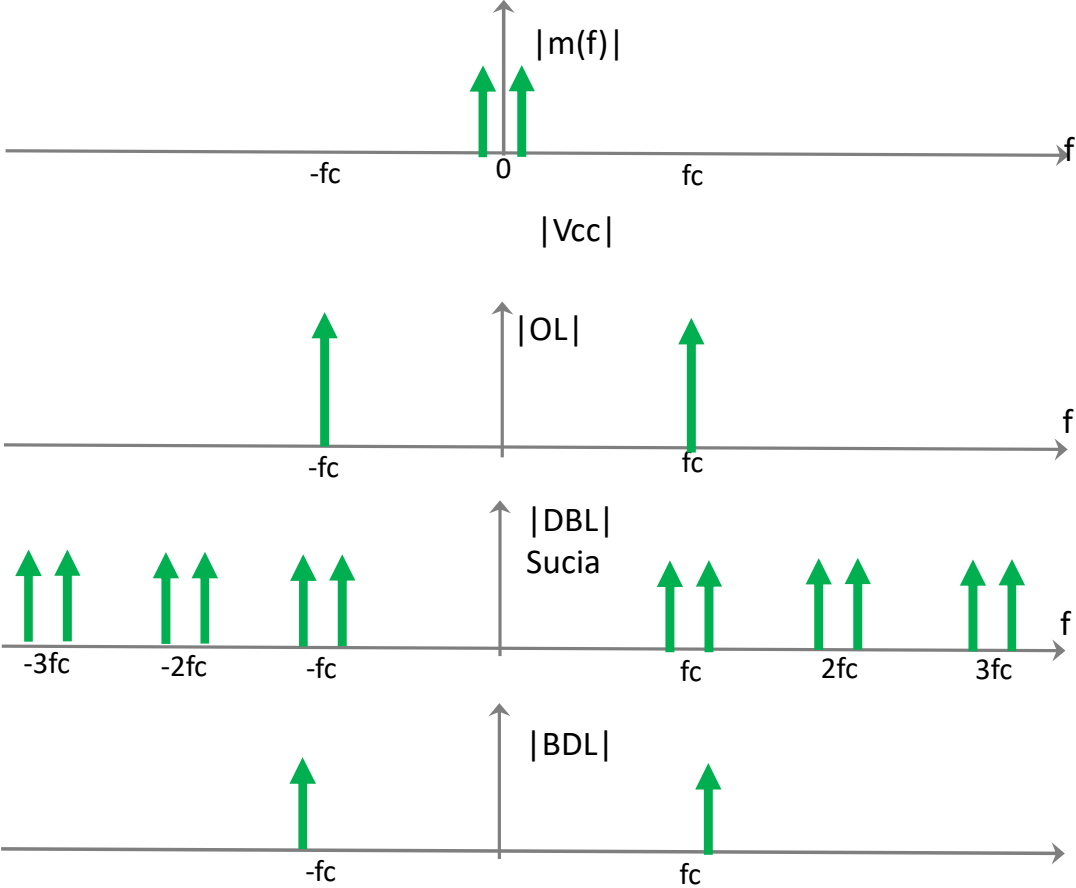 |m(f)|
f
-fc
0
fc
|Vcc|
|OL|
f
-fc
fc
|DBL|
Sucia
f
-3fc
-2fc
-fc
fc
2fc
3fc
|BDL|
-fc
fc